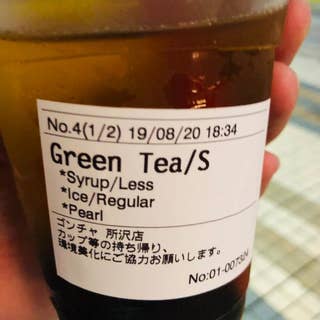 No.4(1/2) 19/08/20 18:34
Green Tea/S
*Syrup/Less
*Ice/Regular
*Pearl
ゴンチャ 所沢店
カップ等の持ち帰り、
環境美化にご協力お願いします。
No:01-007304